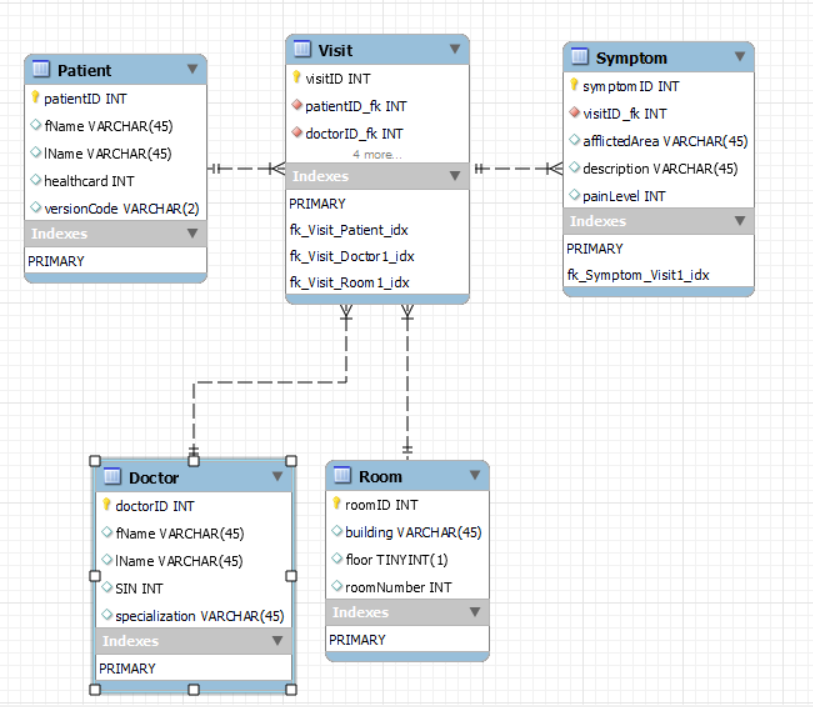 Patient
patientID INT
fName VARCHAR(45)
lName VARCHAR(45)
healthcard INT
versionCode VARCHAR(2)
Indexes
PRIMARY
Visit
visitID INT
patientID_fk INT
doctorID_fk INT
4 more...
Indexes
PRIMARY
fk_Visit_Patient_idx
fk_Visit_Doctor1_idx
fk_Visit_Room1_idx
Symptom
symptomID INT
visitID_fk INT
afflictedArea VARCHAR(45)
description VARCHAR(45)
painLevel INT
Indexes
PRIMARY
fk_Symptom_Visit1_idx
Doctor
doctorID INT
fName VARCHAR(45)
lName VARCHAR(45)
SIN INT
specialization VARCHAR(45)
Indexes
PRIMARY
Room
roomID INT
building VARCHAR(45)
floor TINYINT(1)
roomNumber INT
Indexes
PRIMARY